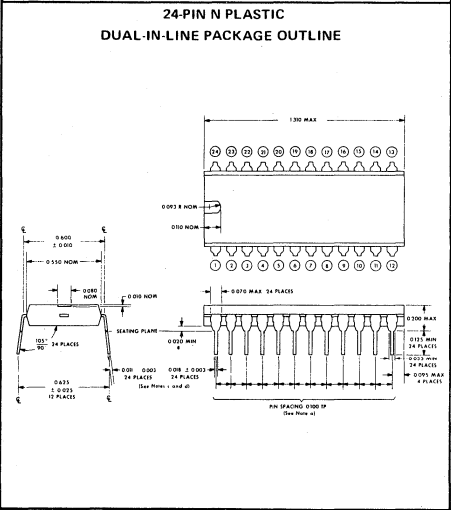 24-PIN N PLASTIC
DUAL-IN-LINE PACKAGE OUTLINE
1.310 MAX
24 23 22 21 20 19 18 17 16 15 14 13
0.093 R NOM
0.110 NOM
1 2 3 4 5 6 7 8 9 10 11 12
℄ ℄
0.600
± 0.010
0.550 NOM
0.080
NOM
0.010 NOM
0.070 MAX 24 PLACES
0.200 MAX
SEATING PLANE
0.020 MIN
105°
90°
24 PLACES
0.125 MIN
24 PLACES
0.033 MIN
24 PLACES
0.011 0.003
24 PLACES
(See Notes c and d)
0.018 ± 0.003
24 PLACES
0.095 MAX
4 PLACES
0.625
0.025
12 PLACES
PIN SPACING 0.100 TP
(See Note a)